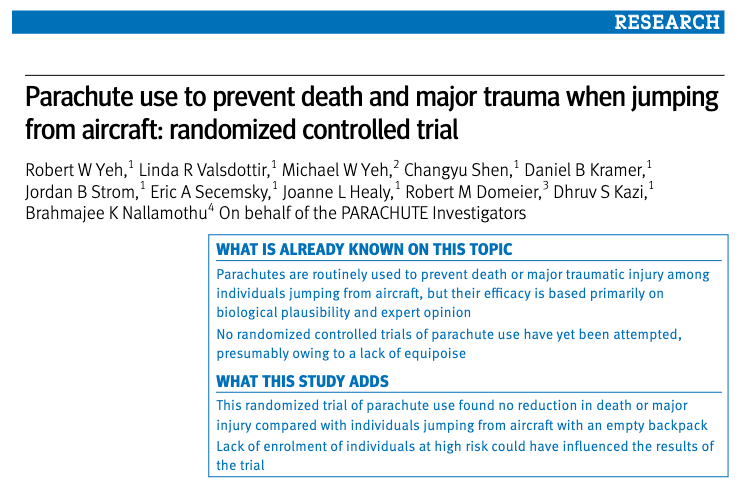 RESEARCH
Parachute use to prevent death and major trauma when jumping
from aircraft: randomized controlled trial
Robert W Yeh,1 Linda R Valsdottir,1 Michael W Yeh,2 Changyu Shen,1 Daniel B Kramer,1
Jordan B Strom,1 Eric A Secemsky,1 Joanne L Healy,1 Robert M Domeier,3 Dhruv S Kazi,1
Brahmajee K Nallamothu4 On behalf of the PARACHUTE Investigators
WHAT IS ALREADY KNOWN ON THIS TOPIC
Parachutes are routinely used to prevent death or major traumatic injury among
individuals jumping from aircraft, but their efficacy is based primarily on
biological plausibility and expert opinion
No randomized controlled trials of parachute use have yet been attempted,
presumably owing to a lack of equipoise
WHAT THIS STUDY ADDS
This randomized trial of parachute use found no reduction in death or major
injury compared with individuals jumping from aircraft with an empty backpack
Lack of enrolment of individuals at high risk could have influenced the results of
the trial